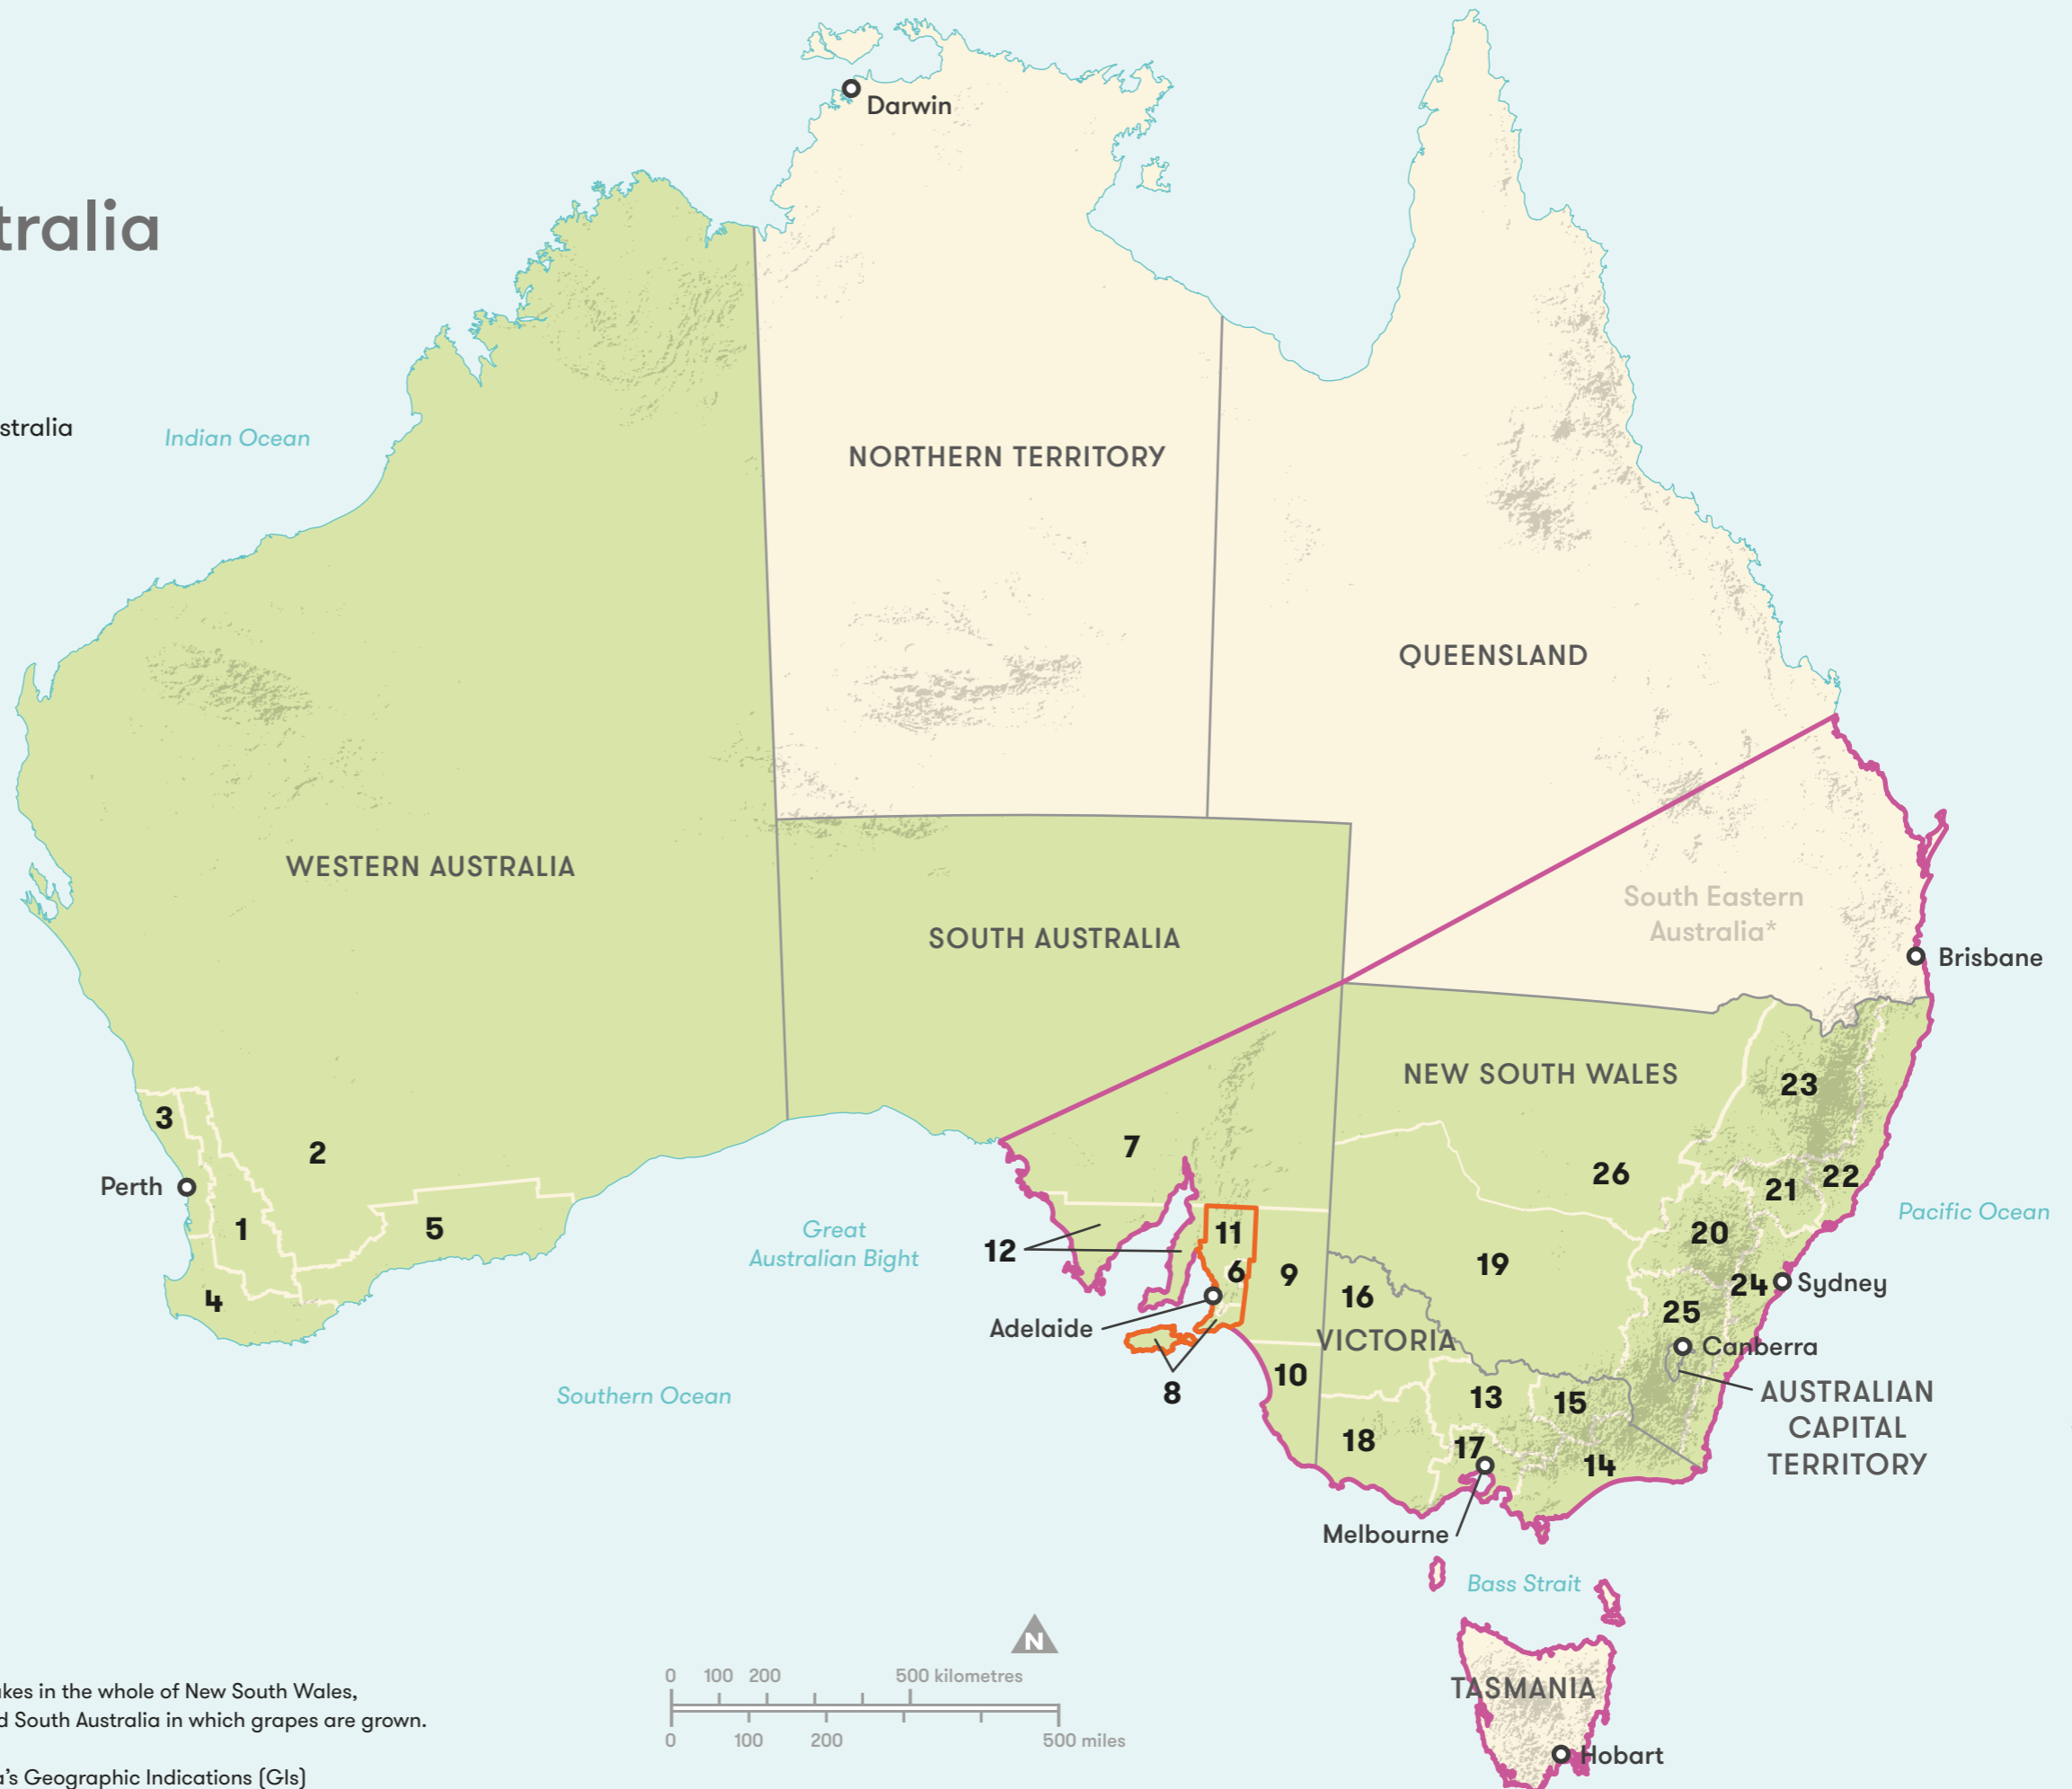 Darwin
tralia
stralia
Indian Ocean
NORTHERN TERRITORY
QUEENSLAND
WESTERN AUSTRALIA
South Eastern
Australia*
SOUTH AUSTRALIA
Brisbane
NEW SOUTH WALES
23
3
7
2
26
22
21
Perth
Pacific Ocean
1
5
Great
Australian Bight
12
11
20
6
9
19
16
24
Sydney
4
25
Adelaide
VICTORIA
Canberra
8
10
13
15
AUSTRALIAN
CAPITAL
TERRITORY
Southern Ocean
18
17
14
Melbourne
Bass Strait
N
0 100 200 500 kilometres
0 100 200 500 miles
TASMANIA
Hobart
akes in the whole of New South Wales,
d South Australia in which grapes are grown.
a’s Geographic Indications (GIs)